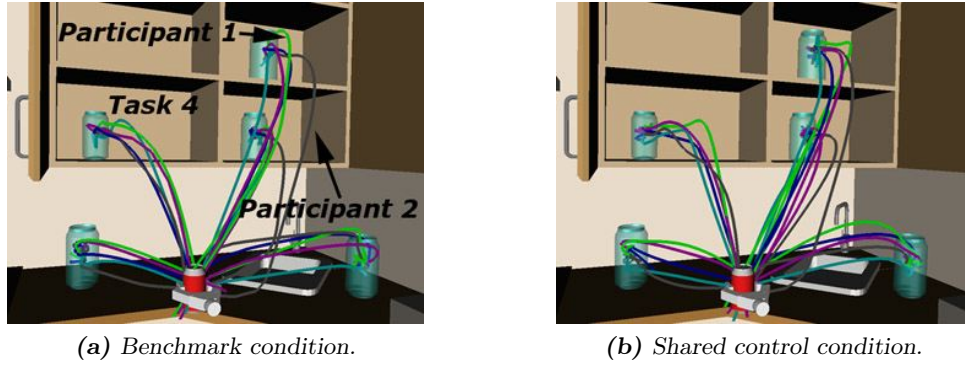 Participant 1
Task 4
Participant 2
(a) Benchmark condition.
(b) Shared control condition.